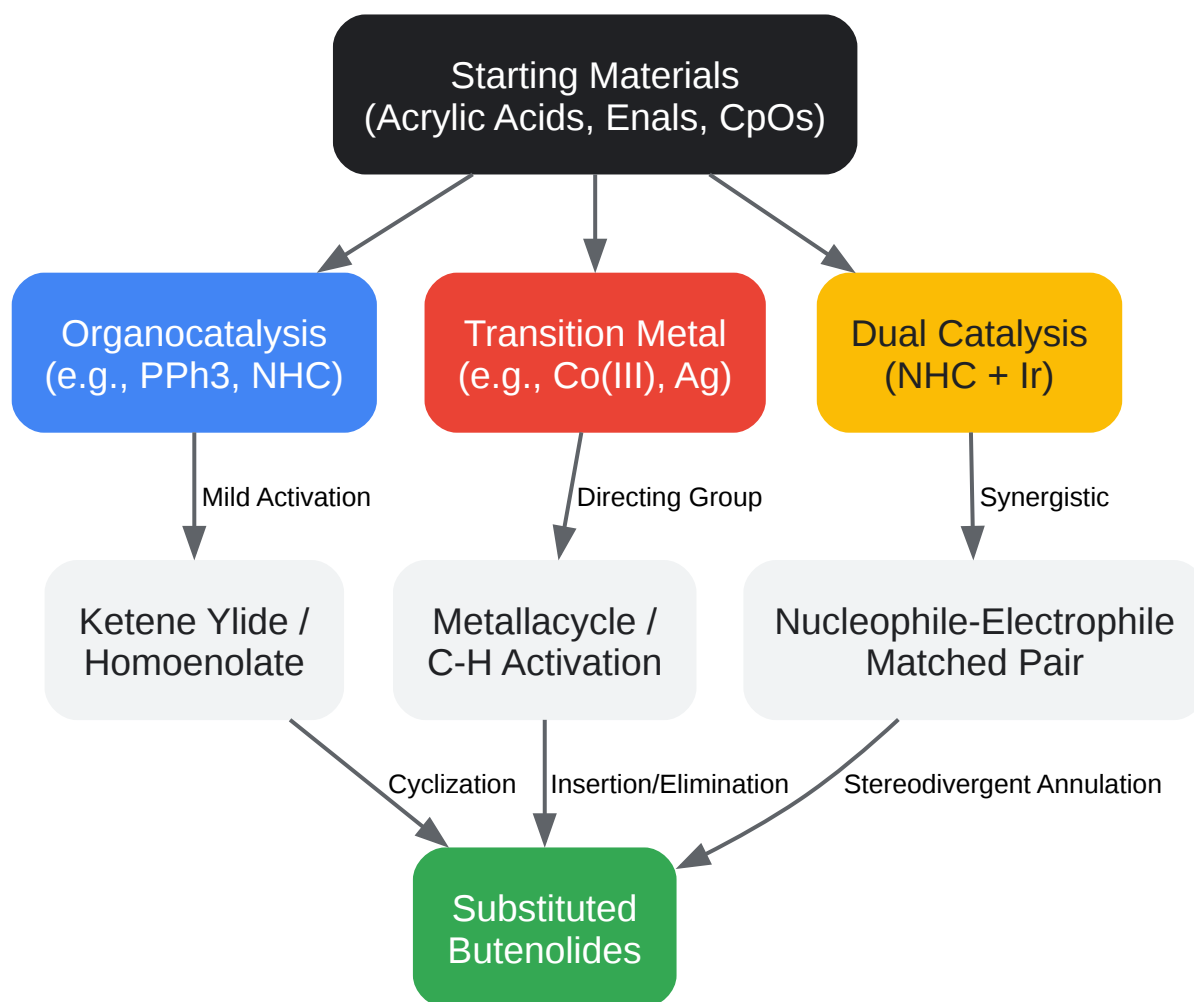 Starting Materials
(Acrylic Acids, Enals, CpOs)
Organocatalysis
(e.g., PPh3, NHC)
Transition Metal
(e.g., Co(III), Ag)
Dual Catalysis
(NHC + Ir)
Mild Activation
Directing Group
Synergistic
Ketene Ylide /
Homoenolate
Metallacycle /
C-H Activation
Nucleophile-Electrophile
Matched Pair
Cyclization
Insertion/Elimination
Stereodivergent Annulation
Substituted
Butenolides